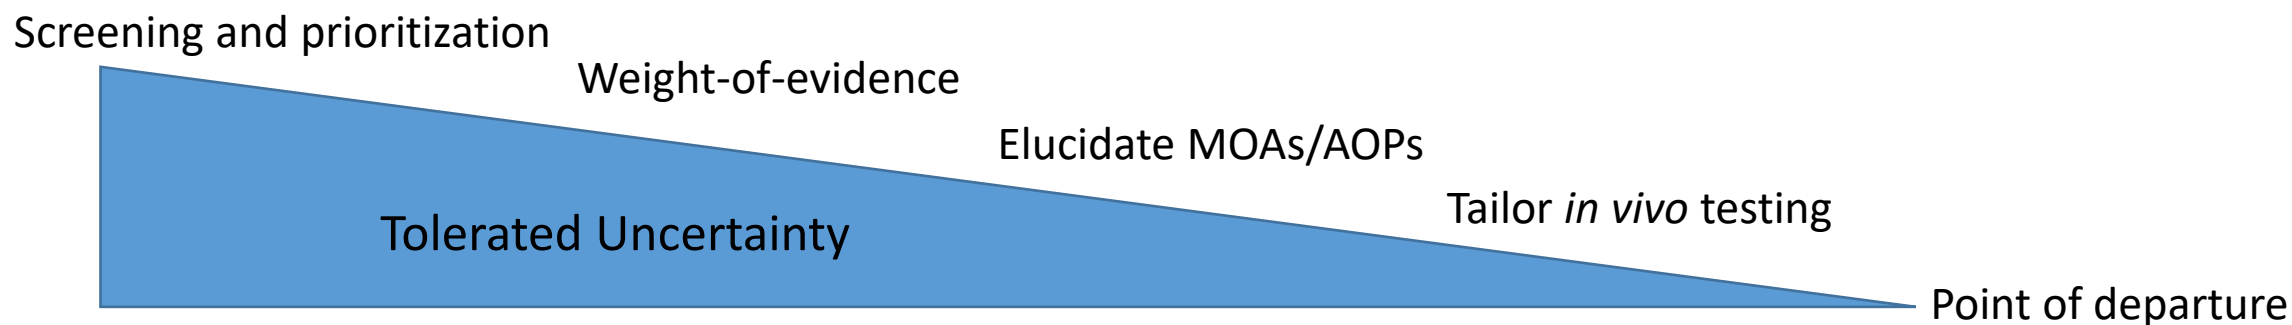 Screening and prioritization
Weight-of-evidence
Elucidate MOAs/AOPs
Tailor in vivo testing
Tolerated Uncertainty
Point of departure